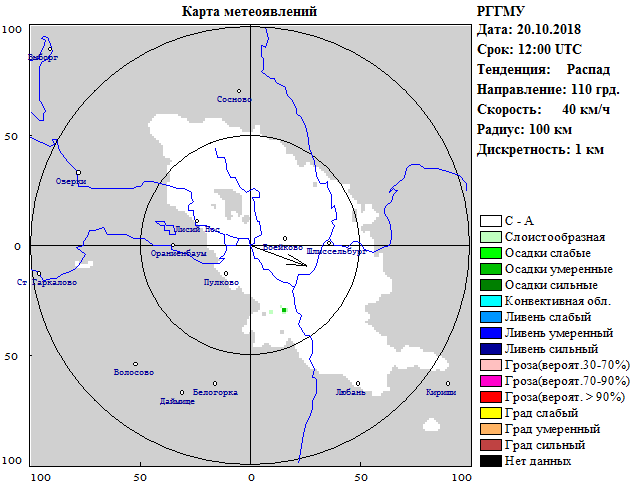 Карта метеоявлений
РГГМУ
Дата: 20.10.2018
Срок: 12:00 UTC
Тенденция: Распад
Направление: 110 грд.
Скорость: 40 км/ч
Радиус: 100 км
Дискретность: 1 км
100
50
0
50
100
100
50
0
50
100
Выборг
Сосново
Озерки
Лисий Нос
Воейково
Шлиссельбург
Ораниенбаум
Ст Гаркалово
Пулково
Волосово
Белогорка
Даймище
Любань
Кириши
С - А
Слоистообразная
Осадки слабые
Осадки умеренные
Осадки сильные
Конвективная обл.
Ливень слабый
Ливень умеренный
Ливень сильный
Гроза(вероят.30-70%)
Гроза(вероят.70-90%)
Гроза(вероят. > 90%)
Град слабый
Град умеренный
Град сильный
Нет данных